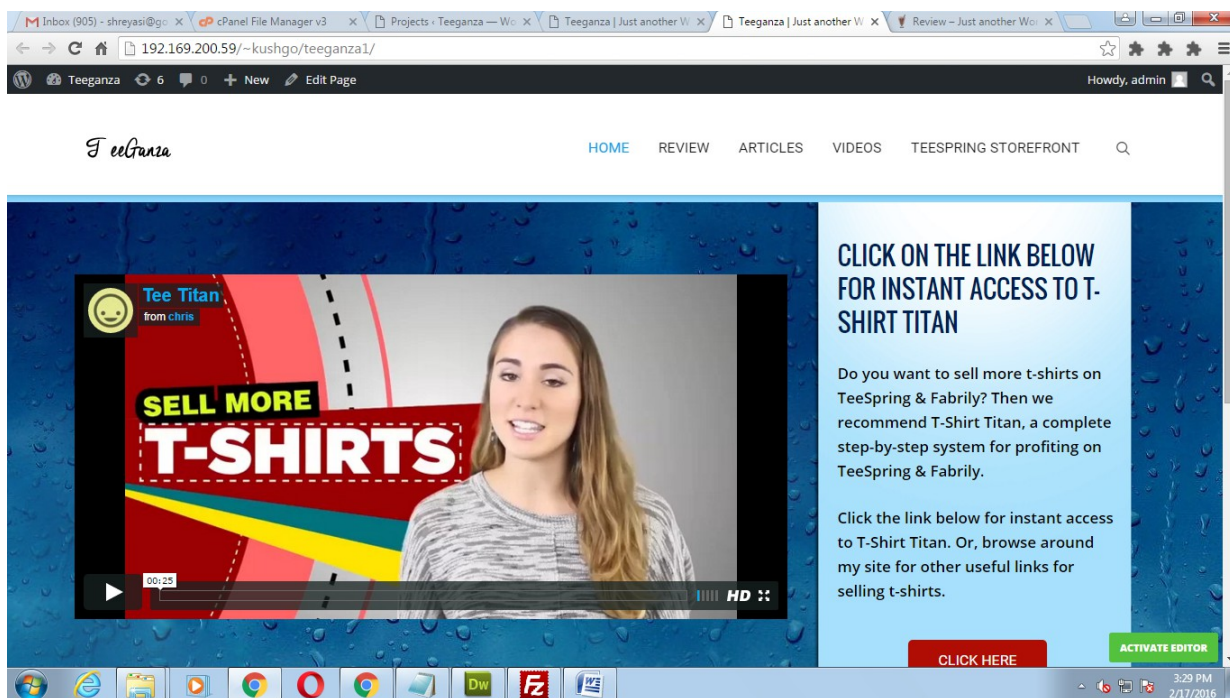 Inbox (905) - shreyasi@go
cPanel File Manager v3
Projects ‹ Teeganza — Wo
Teeganza | Just another W
Teeganza | Just another W
Review – Just another Wor
192.169.200.59/~kushgo/teeganza1/
Teeganza 6 0 New Edit Page
Howdy, admin
TeeGanza
HOME REVIEW ARTICLES VIDEOS TEESPRING STOREFRONT
CLICK ON THE LINK BELOW
FOR INSTANT ACCESS TO T-
SHIRT TITAN
Do you want to sell more t-shirts on
TeeSpring & Fabrily? Then we
recommend T-Shirt Titan, a complete
step-by-step system for profiting on
TeeSpring & Fabrily.
Click the link below for instant access
to T-Shirt Titan. Or, browse around
my site for other useful links for
selling t-shirts.
CLICK HERE
Tee Titan
from chris
SELL MORE
T-SHIRTS
00:25
HD
ACTIVATE EDITOR
Dw
Fz
3:29 PM
2/17/2016